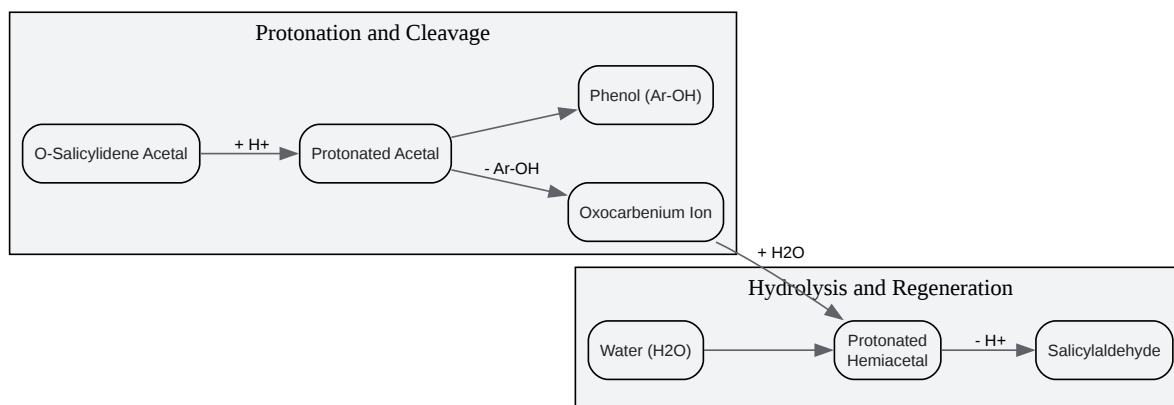 Protonation and Cleavage
Phenol (Ar-OH)
O-Salicylidene Acetal
+ H+
Protonated Acetal
- Ar-OH
Oxocarbenium Ion
+ H2O
Hydrolysis and Regeneration
Water (H2O)
Protonated
Hemiacetal
- H+
Salicylaldehyde